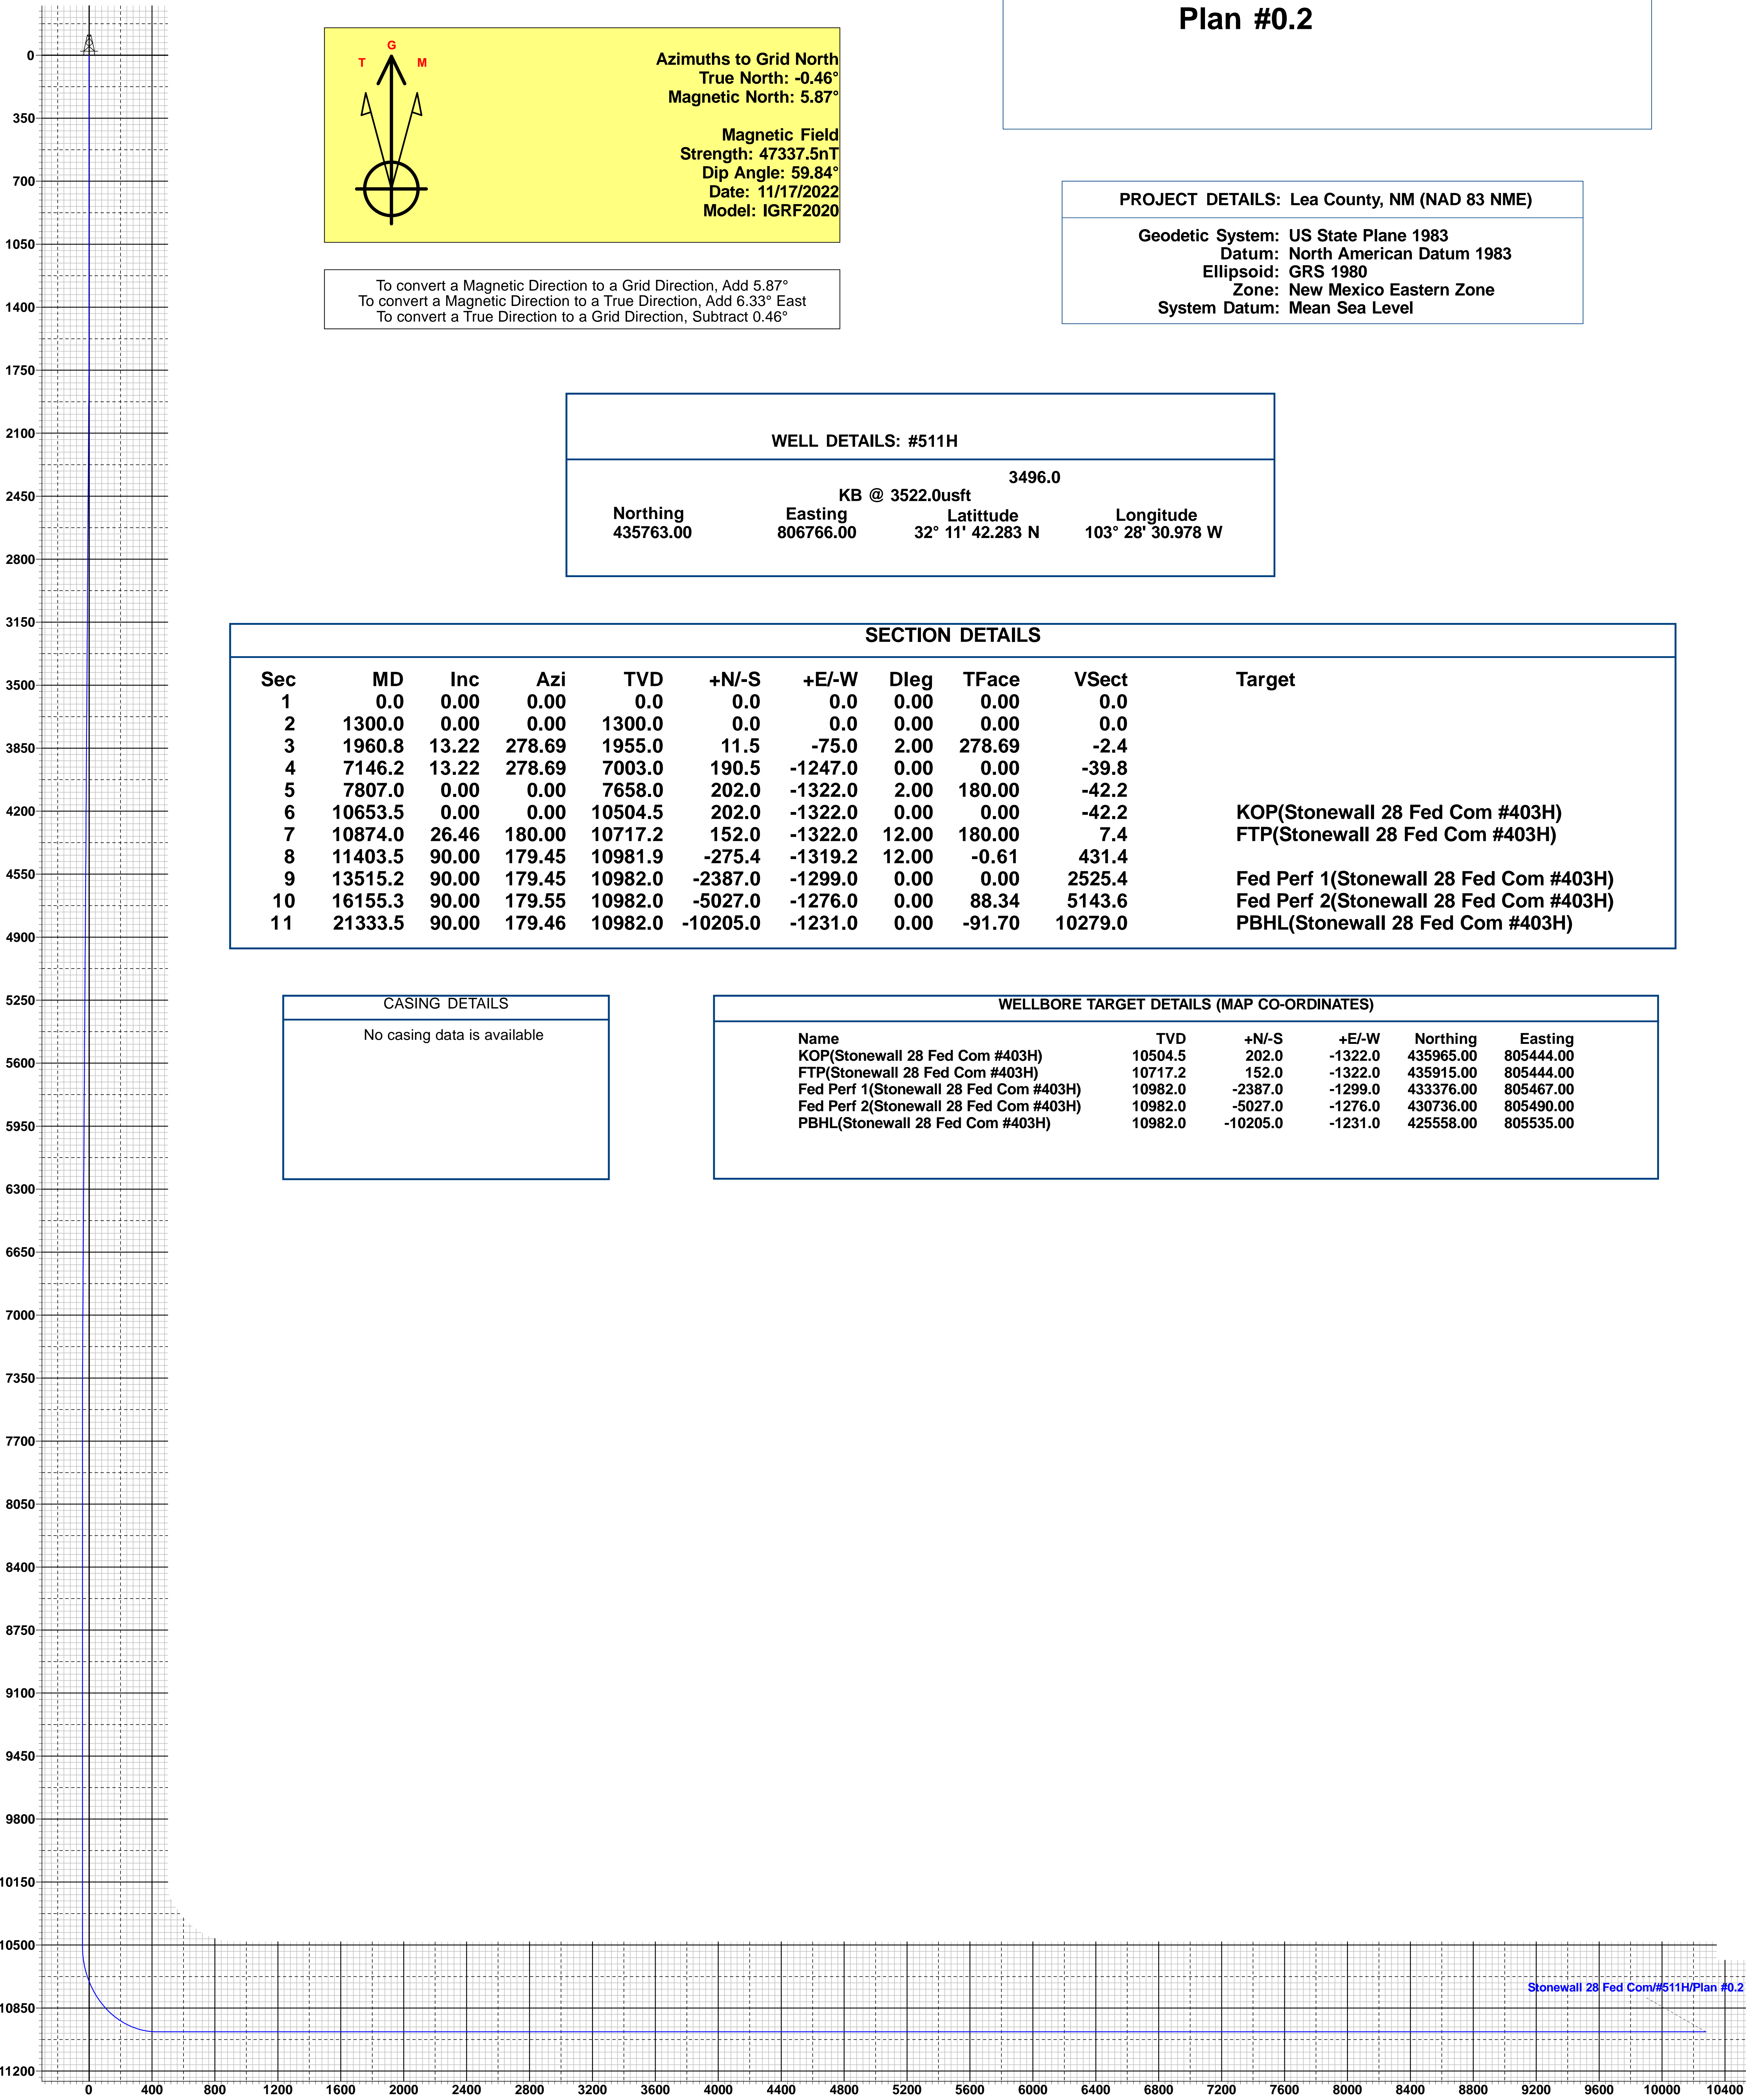 Plan #0.2
G
T M
Azimuths to Grid North
True North: -0.46°
Magnetic North: 5.87°
Magnetic Field
Strength: 47337.5nT
Dip Angle: 59.84°
Date: 11/17/2022
Model: IGRF2020
To convert a Magnetic Direction to a Grid Direction, Add 5.87°
To convert a Magnetic Direction to a True Direction, Add 6.33° East
To convert a True Direction to a Grid Direction, Subtract 0.46°
PROJECT DETAILS: Lea County, NM (NAD 83 NME)
Geodetic System: US State Plane 1983
Datum: North American Datum 1983
Ellipsoid: GRS 1980
Zone: New Mexico Eastern Zone
System Datum: Mean Sea Level
WELL DETAILS: #511H
3496.0
KB @ 3522.0usft
Northing Easting Latittude Longitude
435763.00 806766.00 32° 11' 42.283 N 103° 28' 30.978 W
SECTION DETAILS
Sec MD Inc Azi TVD +N/-S +E/-W Dleg TFace VSect Target
1 0.0 0.00 0.00 0.0 0.0 0.0 0.00 0.00 0.0
2 1300.0 0.00 0.00 1300.0 0.0 0.0 0.00 0.00 0.0
3 1960.8 13.22 278.69 1955.0 11.5 -75.0 2.00 278.69 -2.4
4 7146.2 13.22 278.69 7003.0 190.5 -1247.0 0.00 0.00 -39.8
5 7807.0 0.00 0.00 7658.0 202.0 -1322.0 2.00 180.00 -42.2
6 10653.5 0.00 0.00 10504.5 202.0 -1322.0 0.00 0.00 -42.2 KOP(Stonewall 28 Fed Com #403H)
7 10874.0 26.46 180.00 10717.2 152.0 -1322.0 12.00 180.00 7.4 FTP(Stonewall 28 Fed Com #403H)
8 11403.5 90.00 179.45 10981.9 -275.4 -1319.2 12.00 -0.61 431.4
9 13515.2 90.00 179.45 10982.0 -2387.0 -1299.0 0.00 0.00 2525.4 Fed Perf 1(Stonewall 28 Fed Com #403H)
10 16155.3 90.00 179.55 10982.0 -5027.0 -1276.0 0.00 88.34 5143.6 Fed Perf 2(Stonewall 28 Fed Com #403H)
11 21333.5 90.00 179.46 10982.0 -10205.0 -1231.0 0.00 -91.70 10279.0 PBHL(Stonewall 28 Fed Com #403H)
CASING DETAILS
No casing data is available
WELLBORE TARGET DETAILS (MAP CO-ORDINATES)
Name TVD +N/-S +E/-W Northing Easting
KOP(Stonewall 28 Fed Com #403H) 10504.5 202.0 -1322.0 435965.00 805444.00
FTP(Stonewall 28 Fed Com #403H) 10717.2 152.0 -1322.0 435915.00 805444.00
Fed Perf 1(Stonewall 28 Fed Com #403H) 10982.0 -2387.0 -1299.0 433376.00 805467.00
Fed Perf 2(Stonewall 28 Fed Com #403H) 10982.0 -5027.0 -1276.0 430736.00 805490.00
PBHL(Stonewall 28 Fed Com #403H) 10982.0 -10205.0 -1231.0 425558.00 805535.00
0
350
700
1050
1400
1750
2100
2450
2800
3150
3500
3850
4200
4550
4900
5250
5600
5950
6300
6650
7000
7350
7700
8050
8400
8750
9100
9450
9800
10150
10500
10850
11200
Stonewall 28 Fed Com/#511H/Plan #0.2
0 400 800 1200 1600 2000 2400 2800 3200 3600 4000 4400 4800 5200 5600 6000 6400 6800 7200 7600 8000 8400 8800 9200 9600 10000 10400